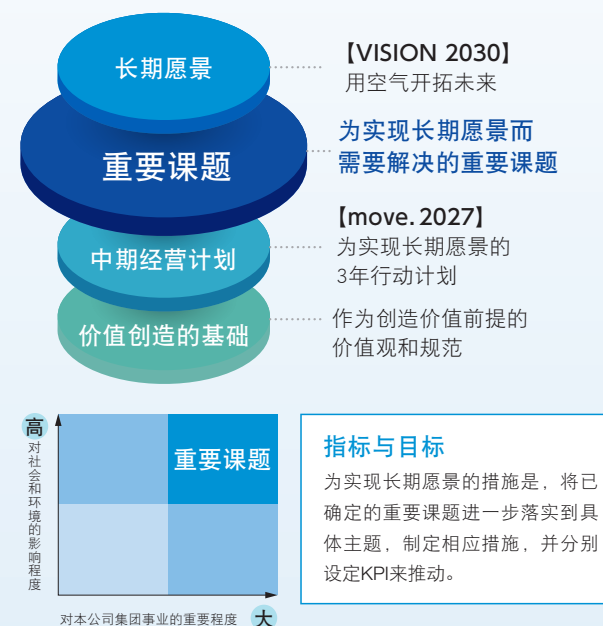 长期愿景
【VISION 2030】
用空气开拓未来
重要课题
为实现长期愿景而
需要解决的重要课题
中期经营计划
【move. 2027】
为实现长期愿景的
3年行动计划
价值创造的基础
作为创造价值前提的
价值观和规范
高
对社会和环境的影响程度
重要课题
对本公司集团事业的重要程度
大
指标与目标
为实现长期愿景的措施是，将已
确定的重要课题进一步落实到具
体主题，制定相应措施，并分别
设定KPI来推动。